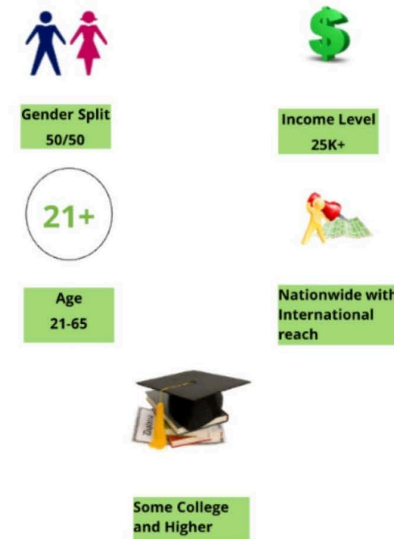 Gender Split
50/50
Income Level
25K+
21+
Age
21-65
Nationwide with
International
reach
Some College
and Higher